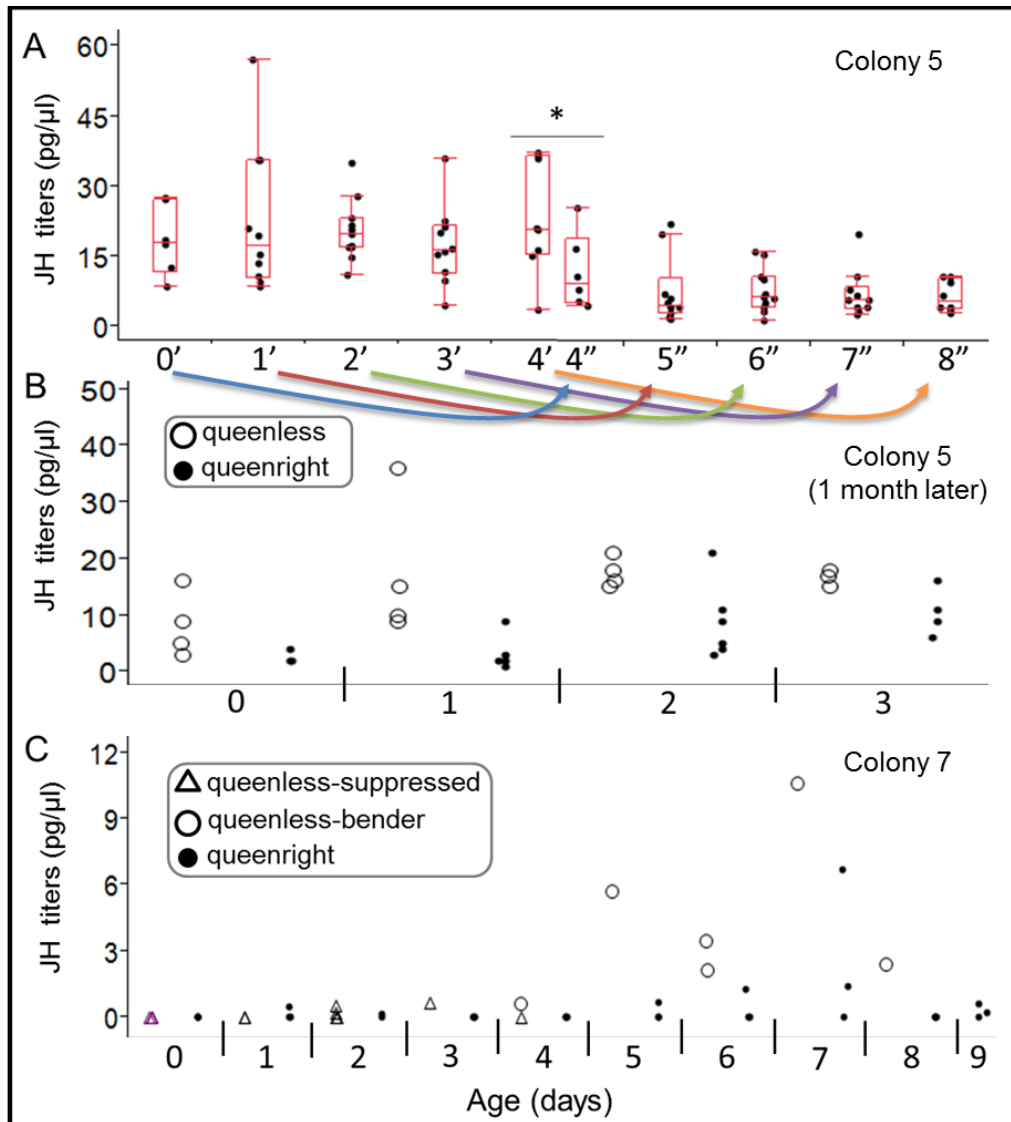 A
Colony 5
JH titers (pg/µl)
60
45
30
15
0
*
0’ 1’ 2’ 3’ 4’ 4” 5” 6” 7” 8”
B
Colony 5
(1 month later)
queenless
queenright
JH titers (pg/µl)
50
40
30
20
10
0
0 1 2 3
C
Colony 7
queenless-suppressed
queenless-bender
queenright
JH titers (pg/µl)
12
9
6
3
0
0 1 2 3 4 5 6 7 8 9
Age (days)